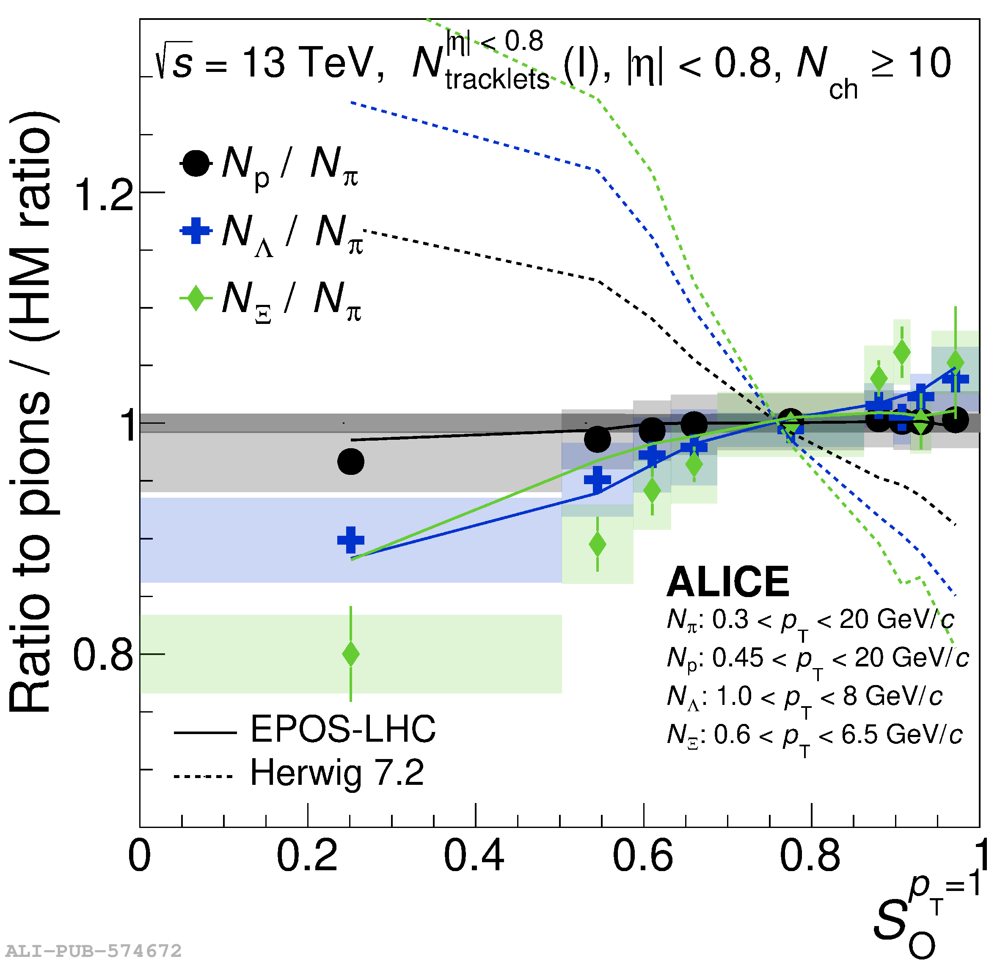 √s = 13 TeV, N_tracklets^|η| < 0.8 (I), |η| < 0.8, N_ch ≥ 10
N_p / N_π
N_Λ / N_π
N_Ξ / N_π
Ratio to pions / (HM ratio)
1.2
1
0.8
ALICE
N_π: 0.3 < p_T < 20 GeV/c
N_p: 0.45 < p_T < 20 GeV/c
N_Λ: 1.0 < p_T < 8 GeV/c
N_Ξ: 0.6 < p_T < 6.5 GeV/c
EPOS-LHC
Herwig 7.2
0 0.2 0.4 0.6 0.8 1
S_O^p_T=1
ALI-PUB-574672